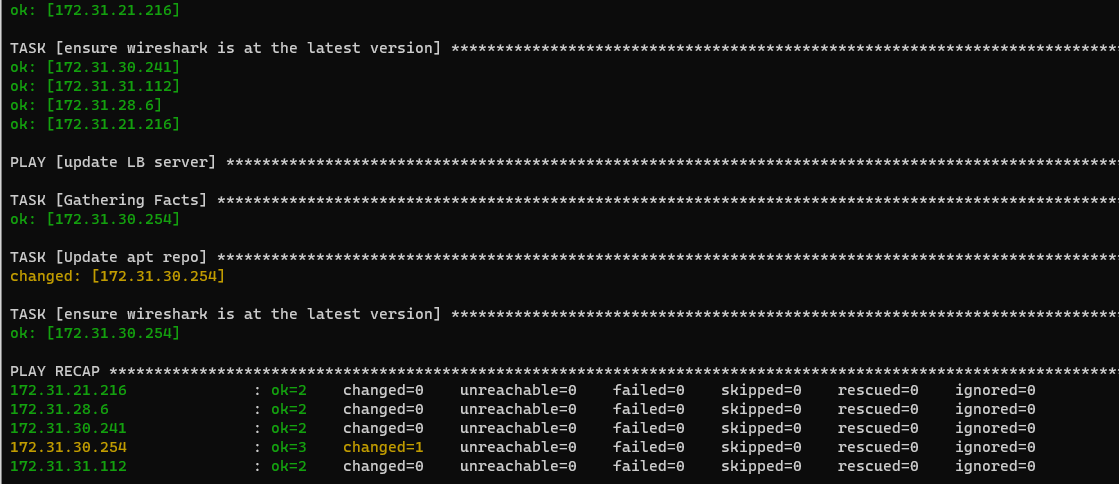 ok: [172.31.21.216]
TASK [ensure wireshark is at the latest version] **************************************************************************
ok: [172.31.30.241]
ok: [172.31.31.112]
ok: [172.31.28.6]
ok: [172.31.21.216]
PLAY [update LB server] ***************************************************************************************************
TASK [Gathering Facts] ****************************************************************************************************
ok: [172.31.30.254]
TASK [Update apt repo] ****************************************************************************************************
changed: [172.31.30.254]
TASK [ensure wireshark is at the latest version] **************************************************************************
ok: [172.31.30.254]
PLAY RECAP ****************************************************************************************************************
172.31.21.216 : ok=2 changed=0 unreachable=0 failed=0 skipped=0 rescued=0 ignored=0
172.31.28.6 : ok=2 changed=0 unreachable=0 failed=0 skipped=0 rescued=0 ignored=0
172.31.30.241 : ok=2 changed=0 unreachable=0 failed=0 skipped=0 rescued=0 ignored=0
172.31.30.254 : ok=3 changed=1 unreachable=0 failed=0 skipped=0 rescued=0 ignored=0
172.31.31.112 : ok=2 changed=0 unreachable=0 failed=0 skipped=0 rescued=0 ignored=0